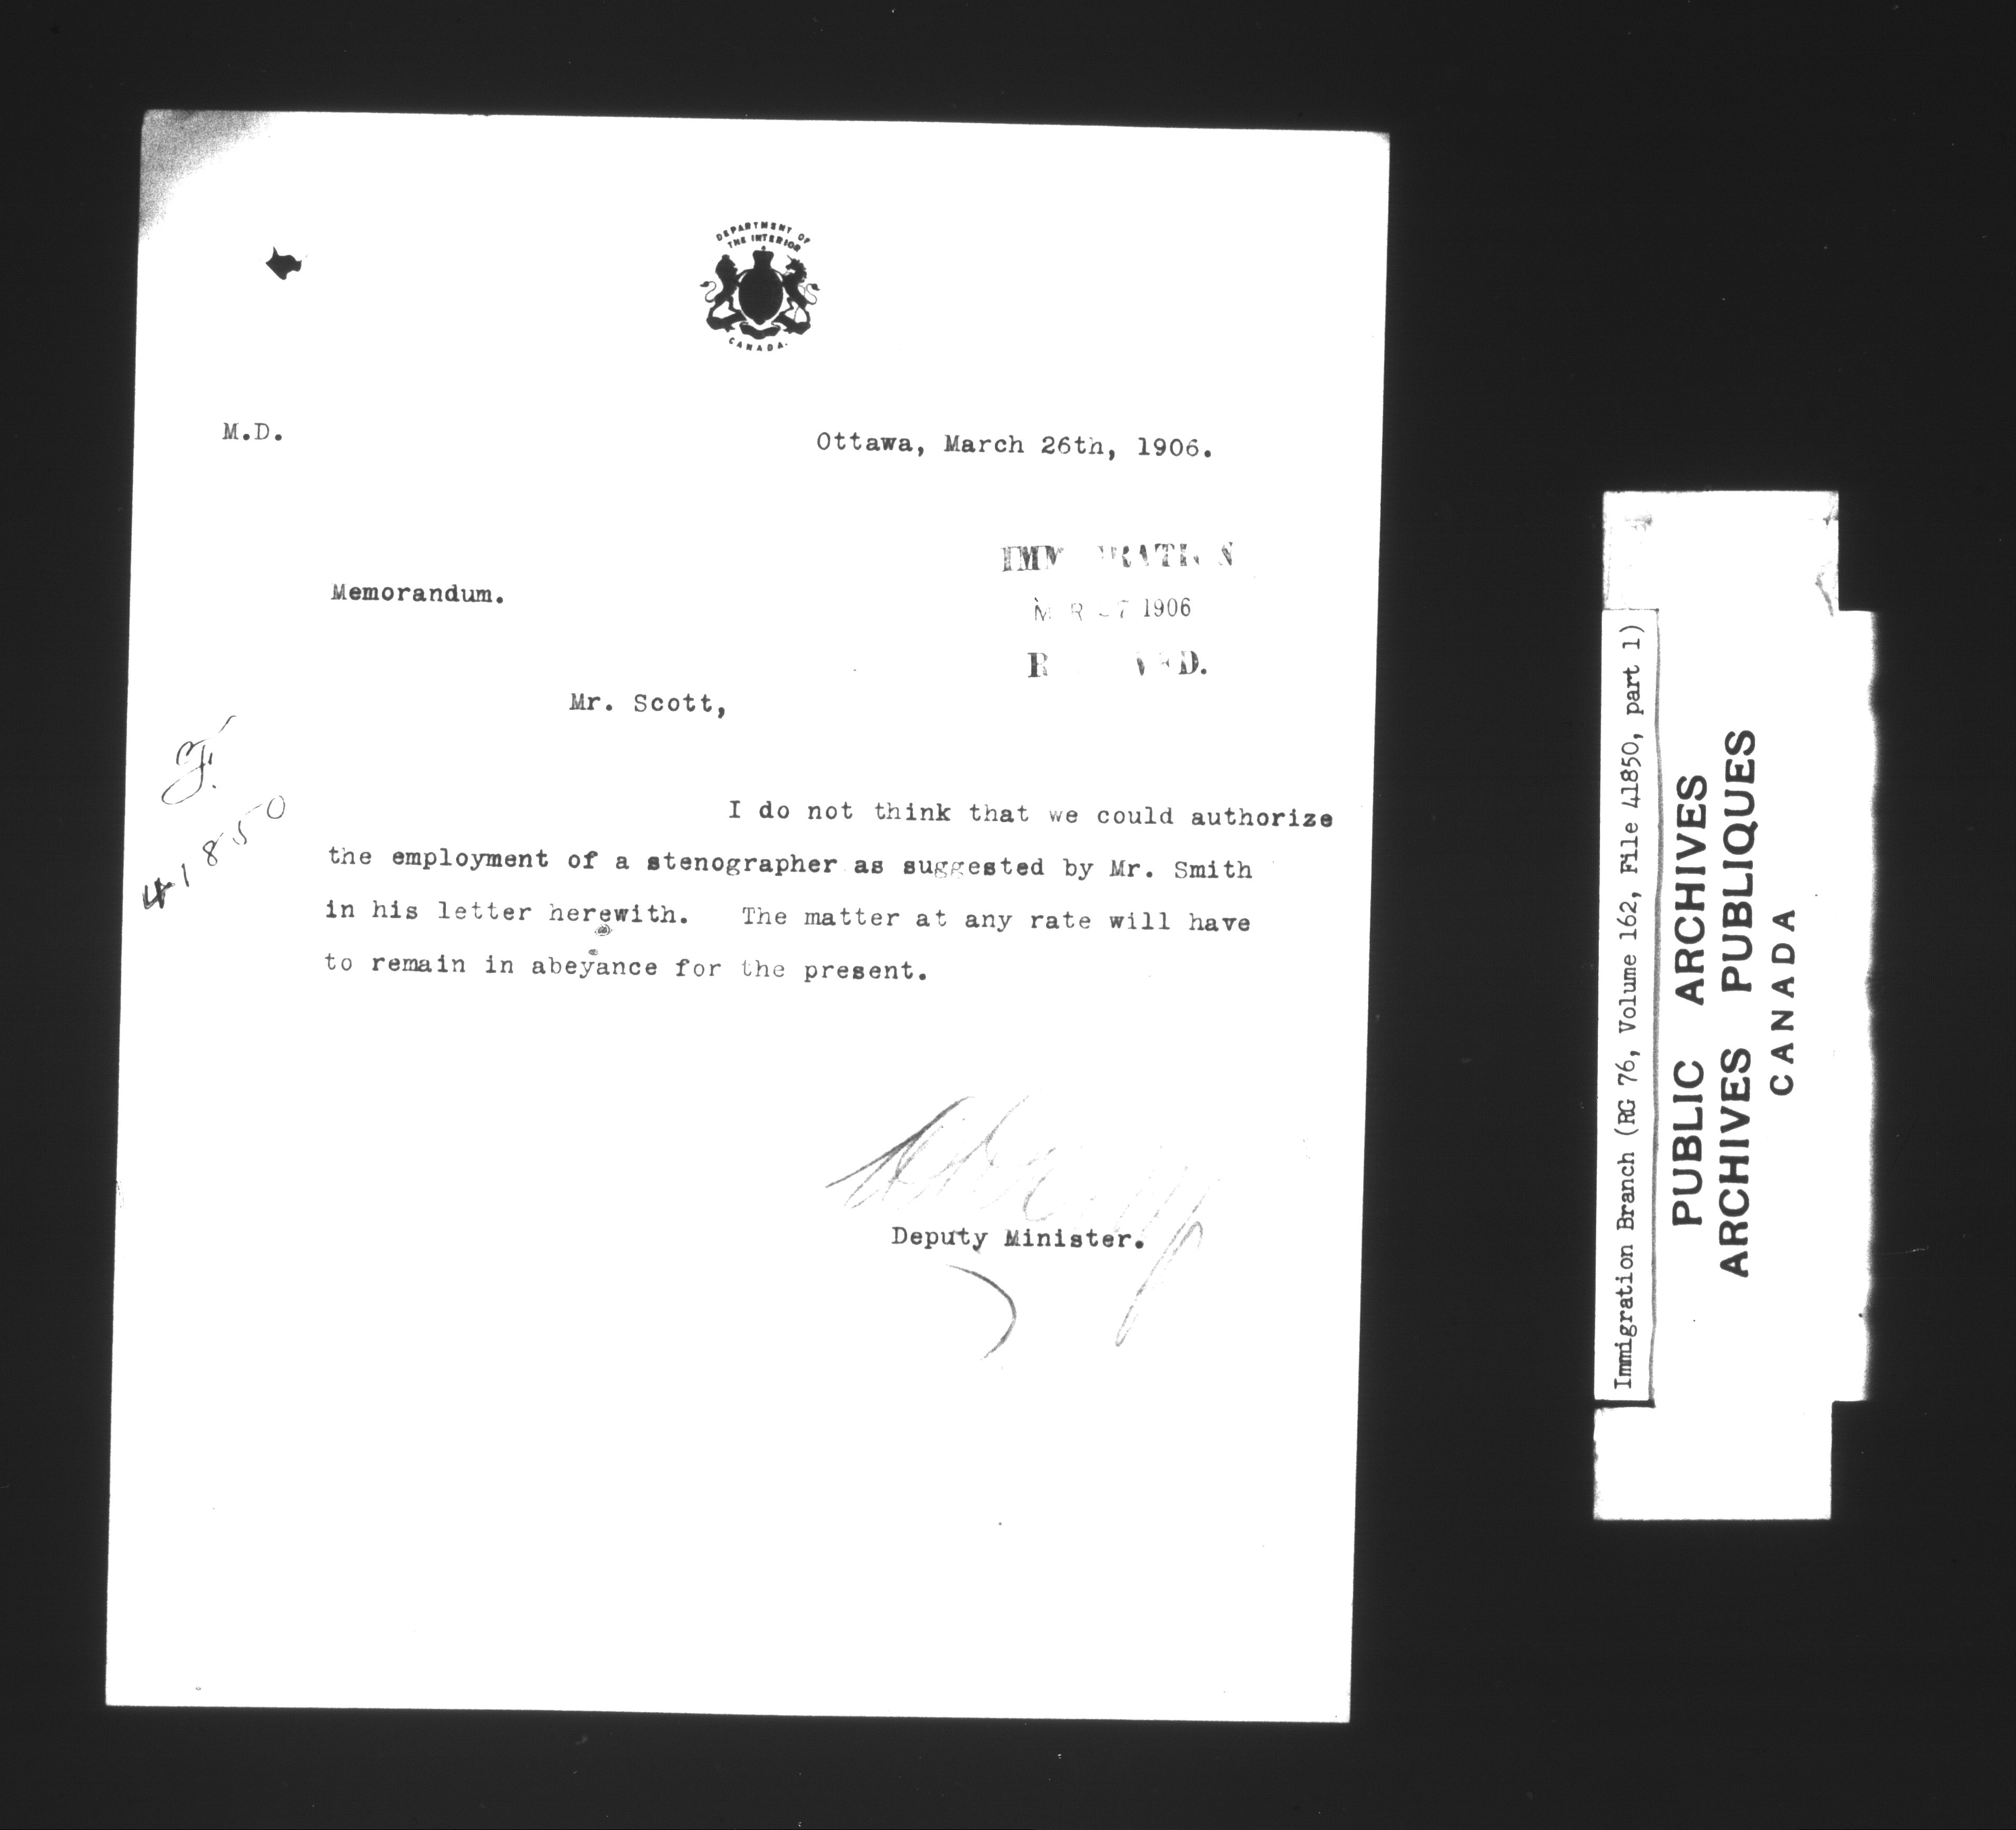 DEPARTMENT OF
THE INTERIOR
CANADA.
M.D.
Ottawa, March 26th, 1906.
Memorandum.
1906
Mr. Scott,
F.
41850
I do not think that we could authorize
the employment of a stenographer as suggested by Mr. Smith
in his letter herewith. The matter at any rate will have
to remain in abeyance for the present.
Deputy Minister.
Immigration Branch (RG 76, Volume 162, File 41850, part 1)
PUBLIC ARCHIVES
ARCHIVES PUBLIQUES
CANADA